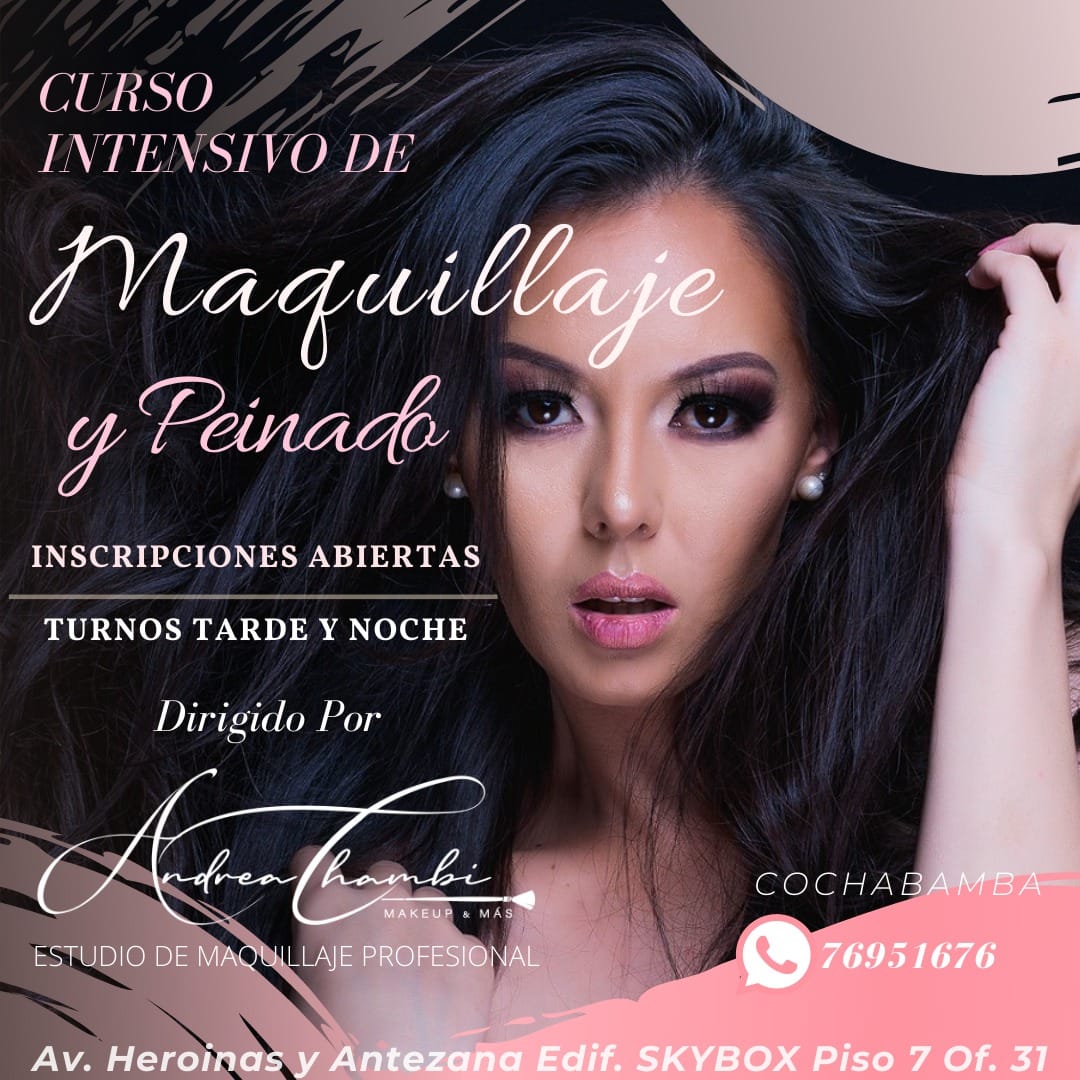 CURSO
INTENSIVO DE
Maquillaje
y Peinado
INSCRIPCIONES ABIERTAS
TURNOS TARDE Y NOCHE
Dirigido Por
Andrea Chambi
MAKEUP & MÁS
ESTUDIO DE MAQUILLAJE PROFESIONAL
COCHABAMBA
76951676
Av. Heroinas y Antezana Edif. SKYBOX Piso 7 Of. 31